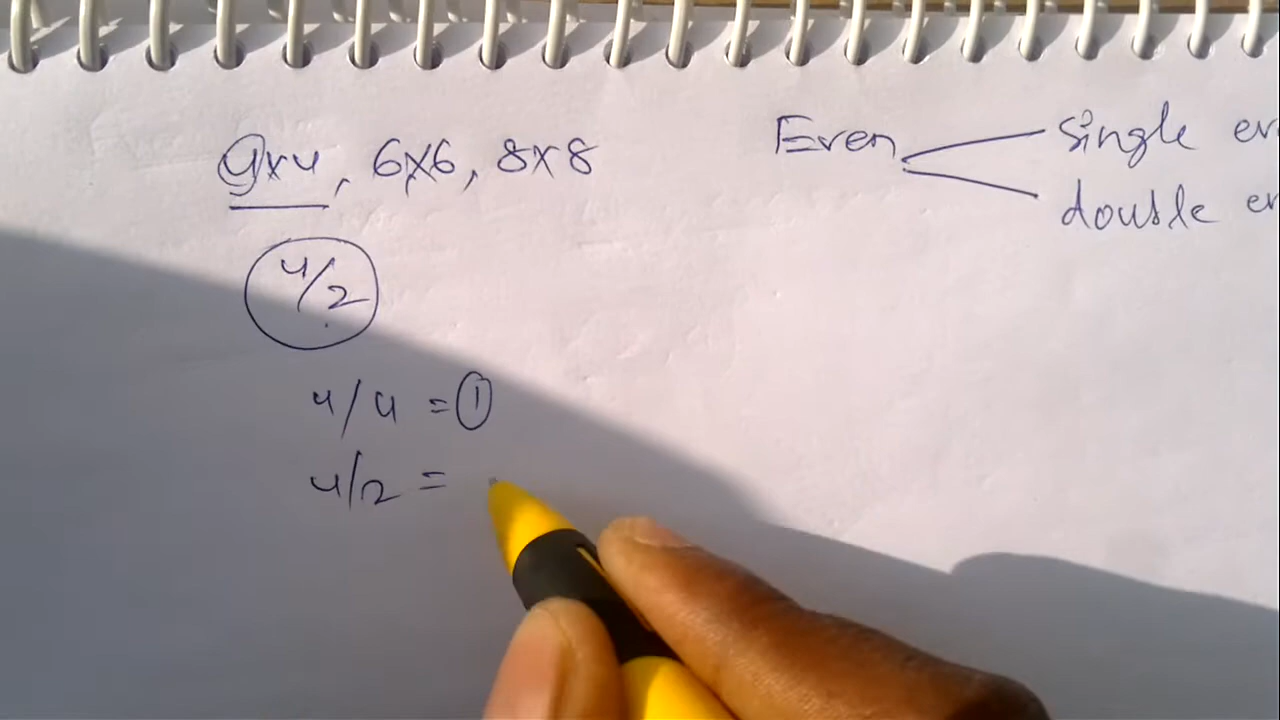 4x4, 6x6, 8x8
Even
single
double
4/2
4/4 = 1
4/2 =